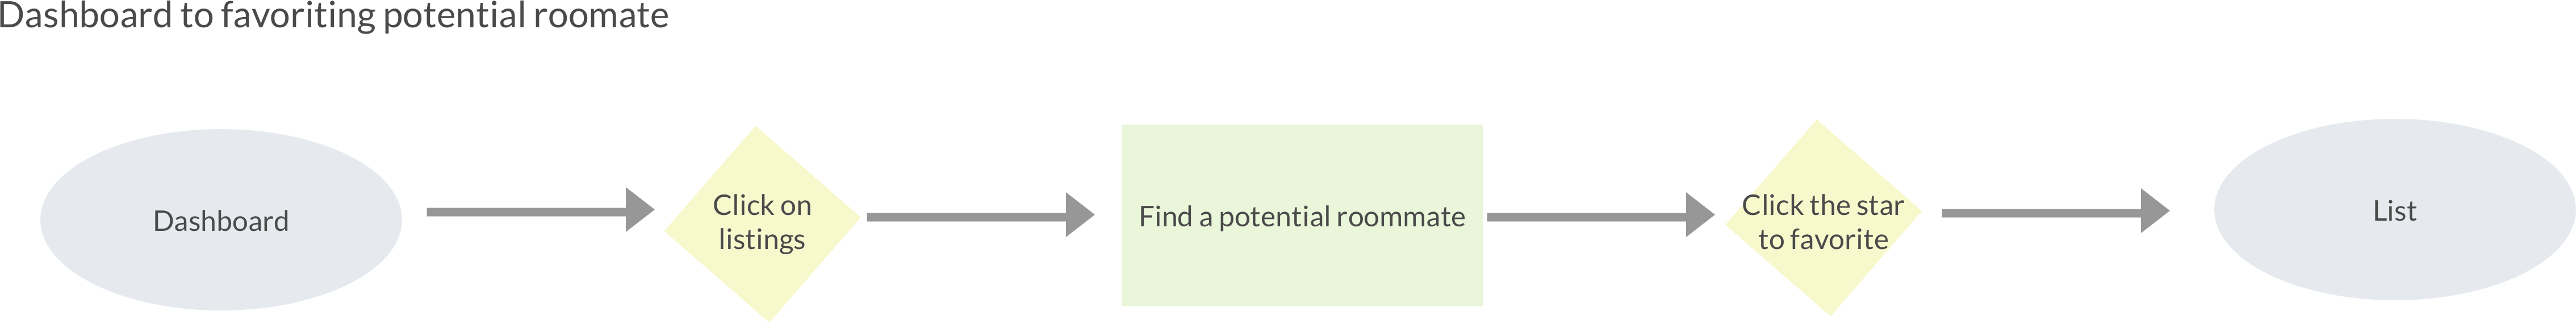 Dashboard to favoriting potential roomate
Dashboard
Click on
listings
Find a potential roommate
Click the star
to favorite
List